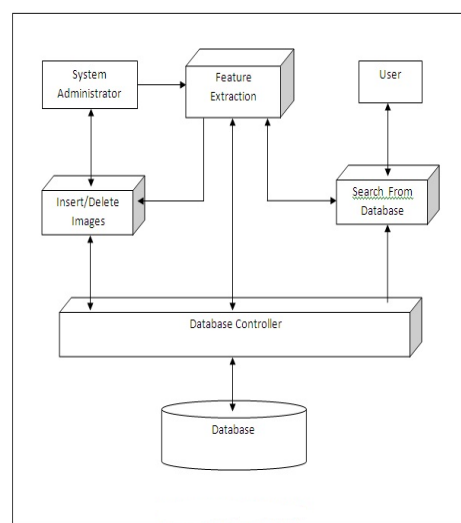 System
Administrator
Feature
Extraction
User
Insert/Delete
Images
Search From
Database
Database Controller
Database